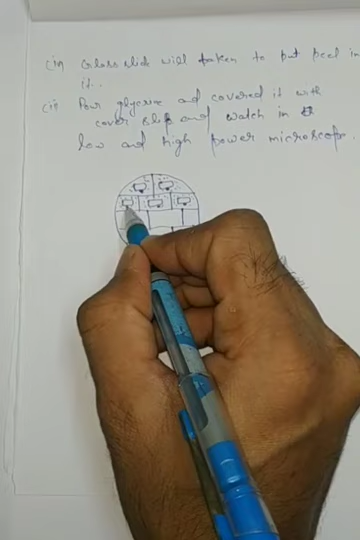 (i) Glass slide will taken to put peel in
it..
(ii) Pour glycerine and covered it with
cover slip and watch in
low and high power microscope.